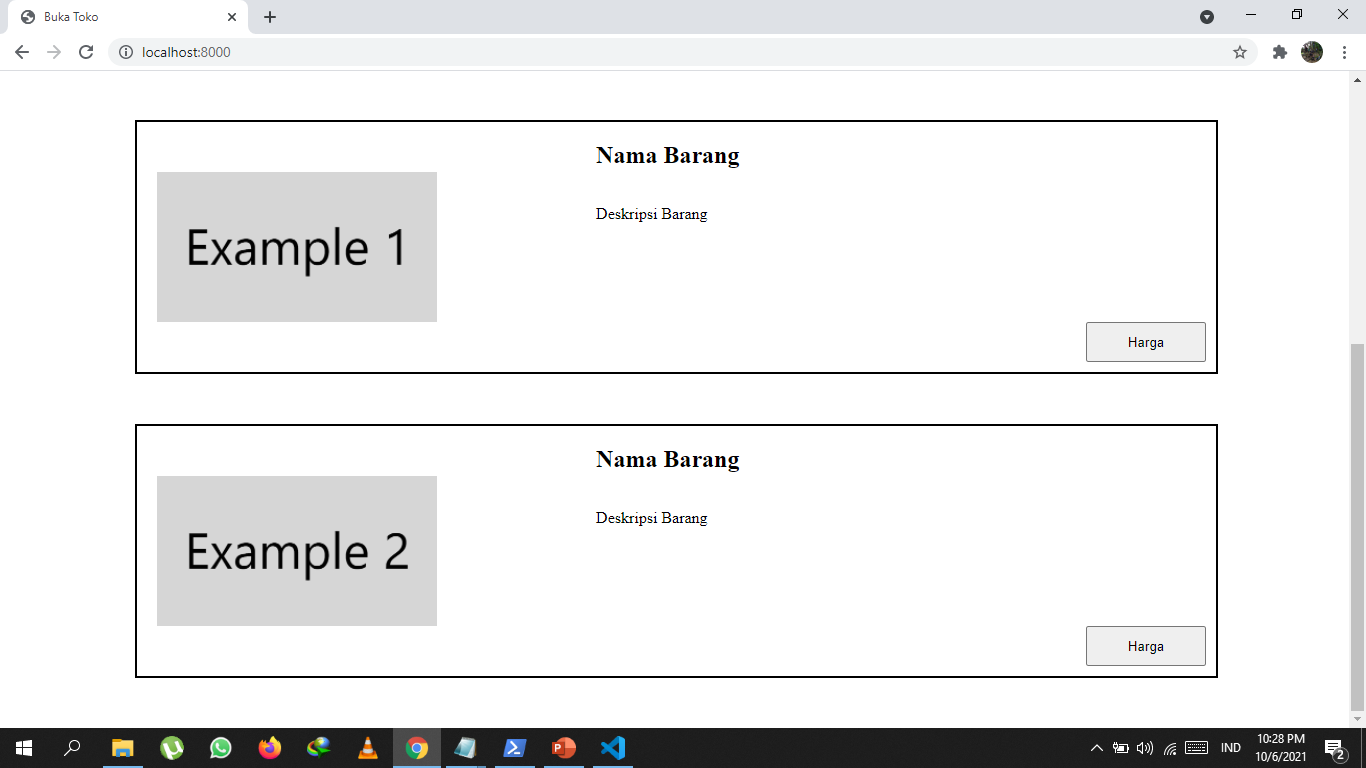 Buka Toko
localhost:8000
Nama Barang
Example 1
Deskripsi Barang
Harga
Nama Barang
Example 2
Deskripsi Barang
Harga
IND
10:28 PM
10/6/2021
2